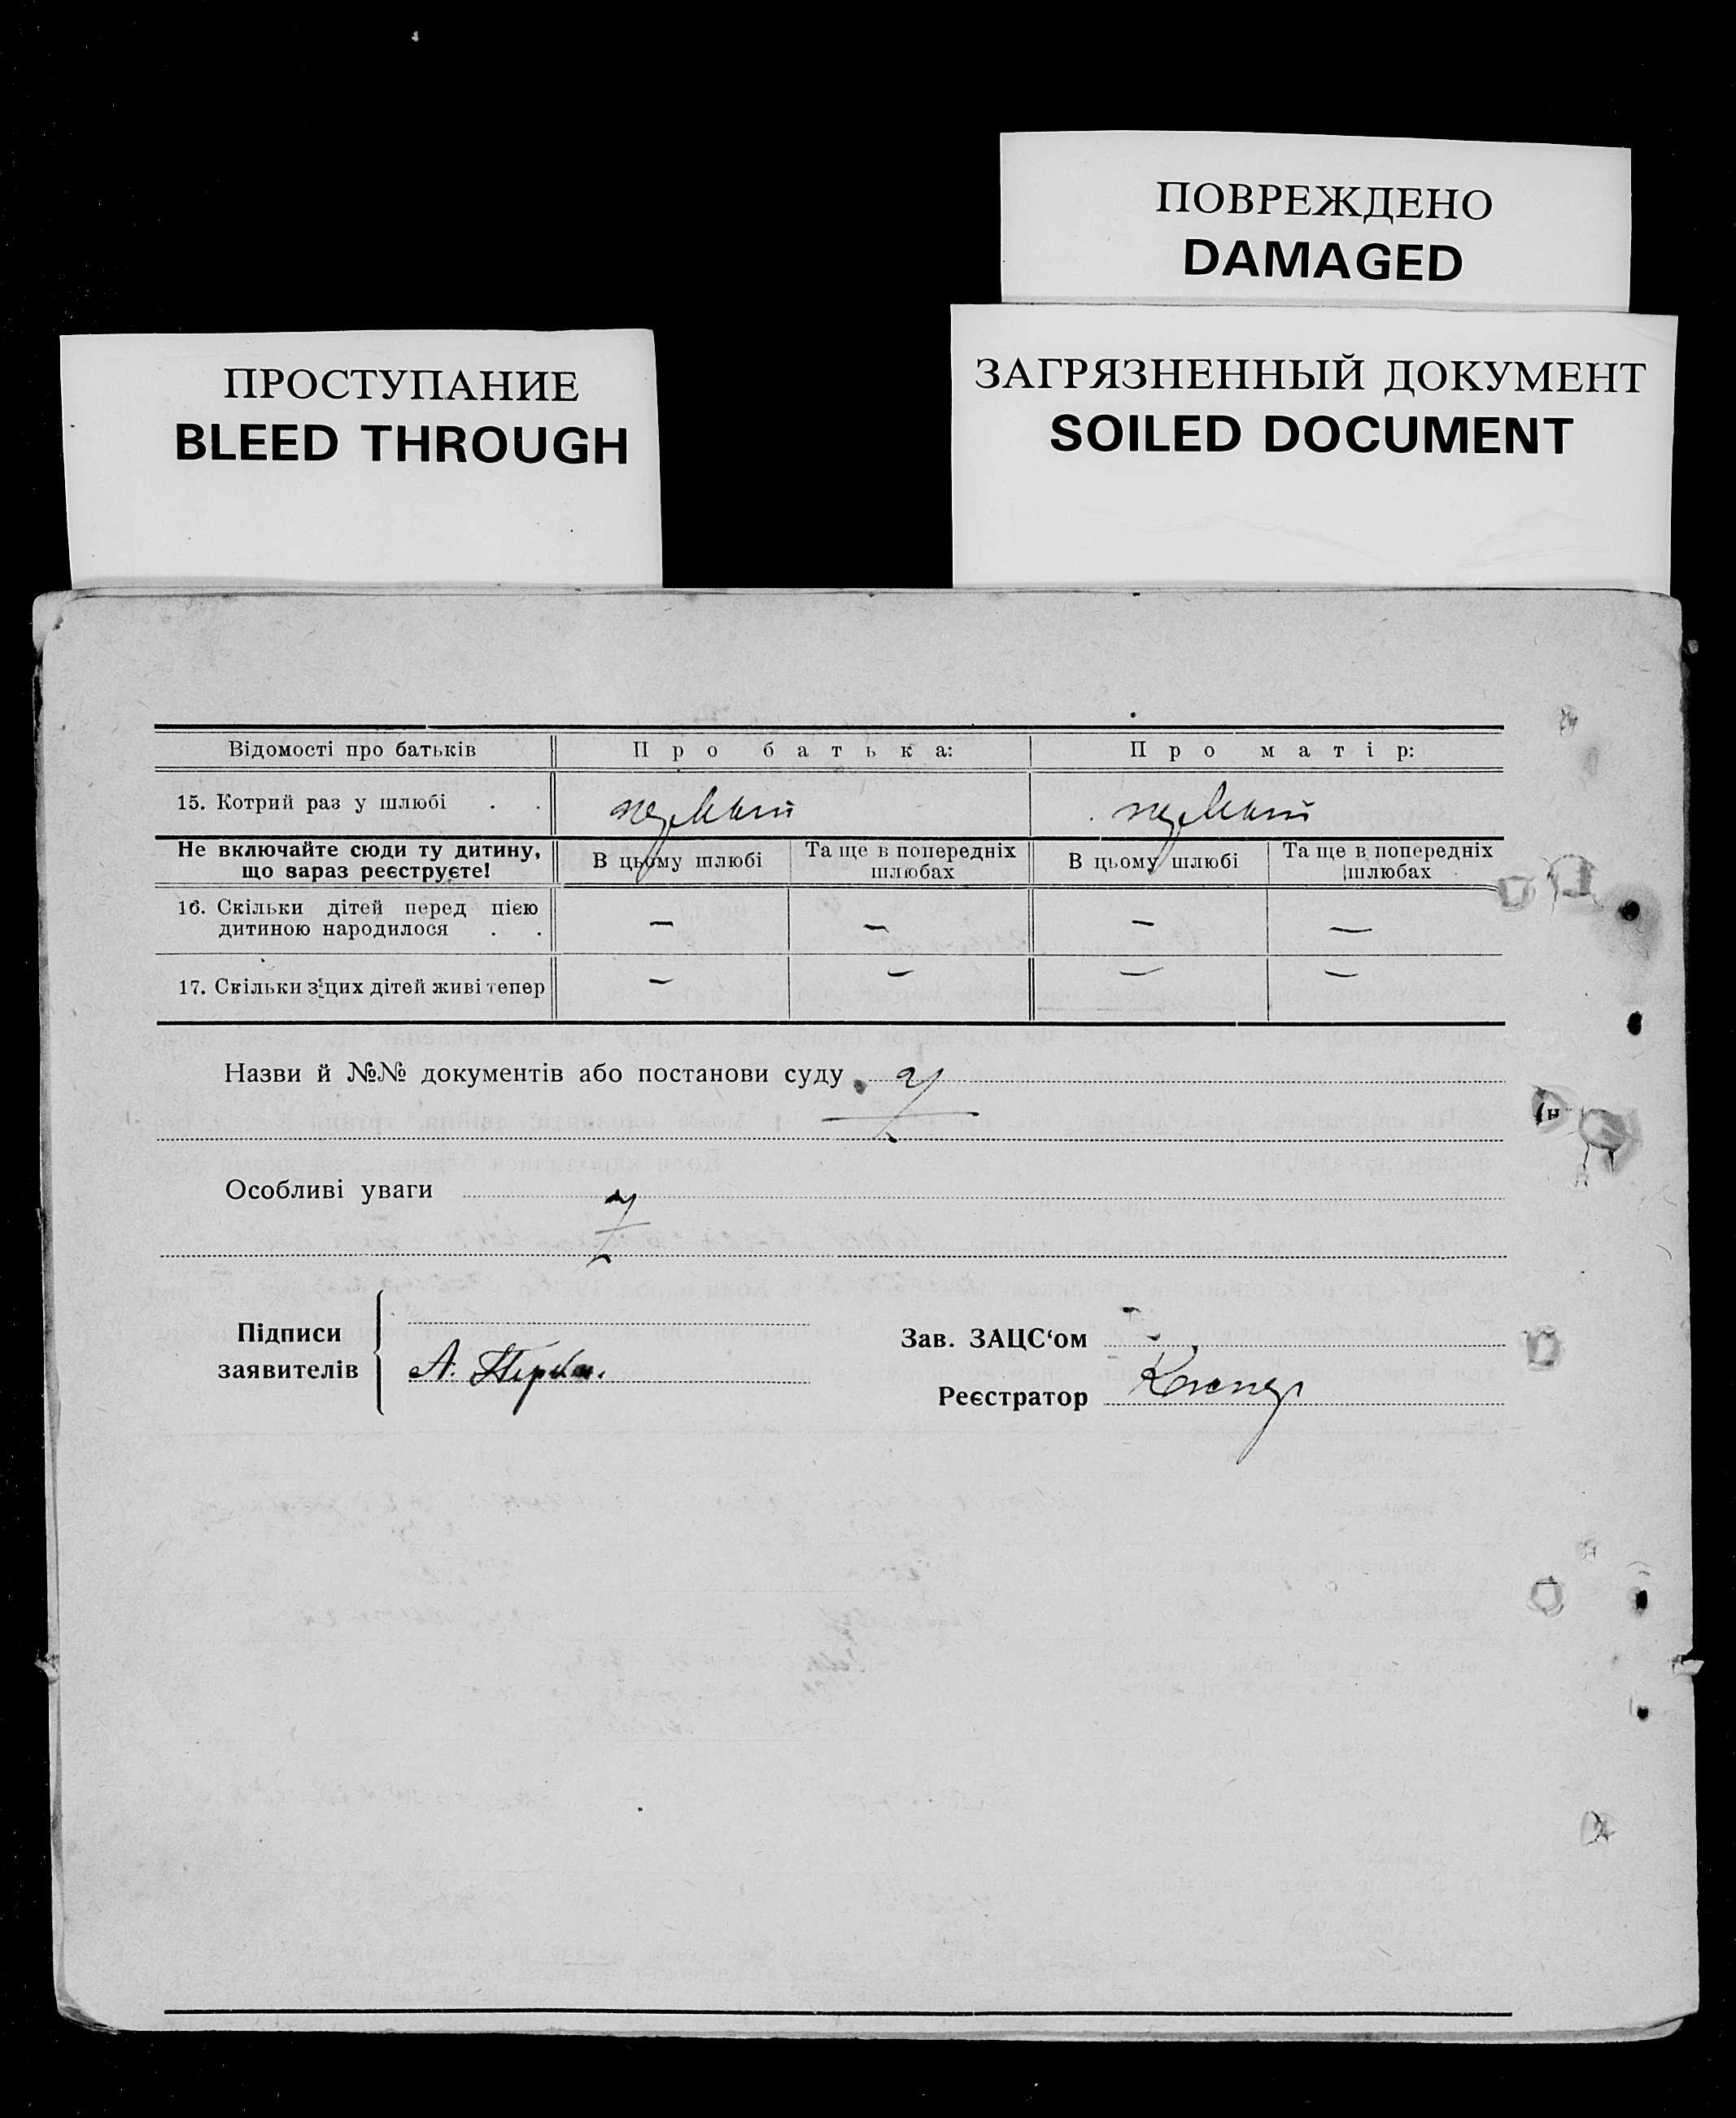 ПОВРЕЖДЕНО
DAMAGED
ПРОСТУПАНИЕ
BLEED THROUGH
ЗАГРЯЗНЕННЫЙ ДОКУМЕНТ
SOILED DOCUMENT
Відомості про батьків Про батька: Про матір:
15. Котрий раз у шлюбі . .
Не включайте сюди ту дитину, що зараз реєструєте! В цьому шлюбі Та ще в попередніх шлюбах В цьому шлюбі Та ще в попередніх шлюбах
16. Скільки дітей перед цією дитиною народилося . . — — — —
17. Скільки з цих дітей живі тепер — — — —
Назви й №№ документів або постанови суду
Особливі уваги
Підписи заявителів
А.
Зав. ЗАЦС‘ом
Реєстратор